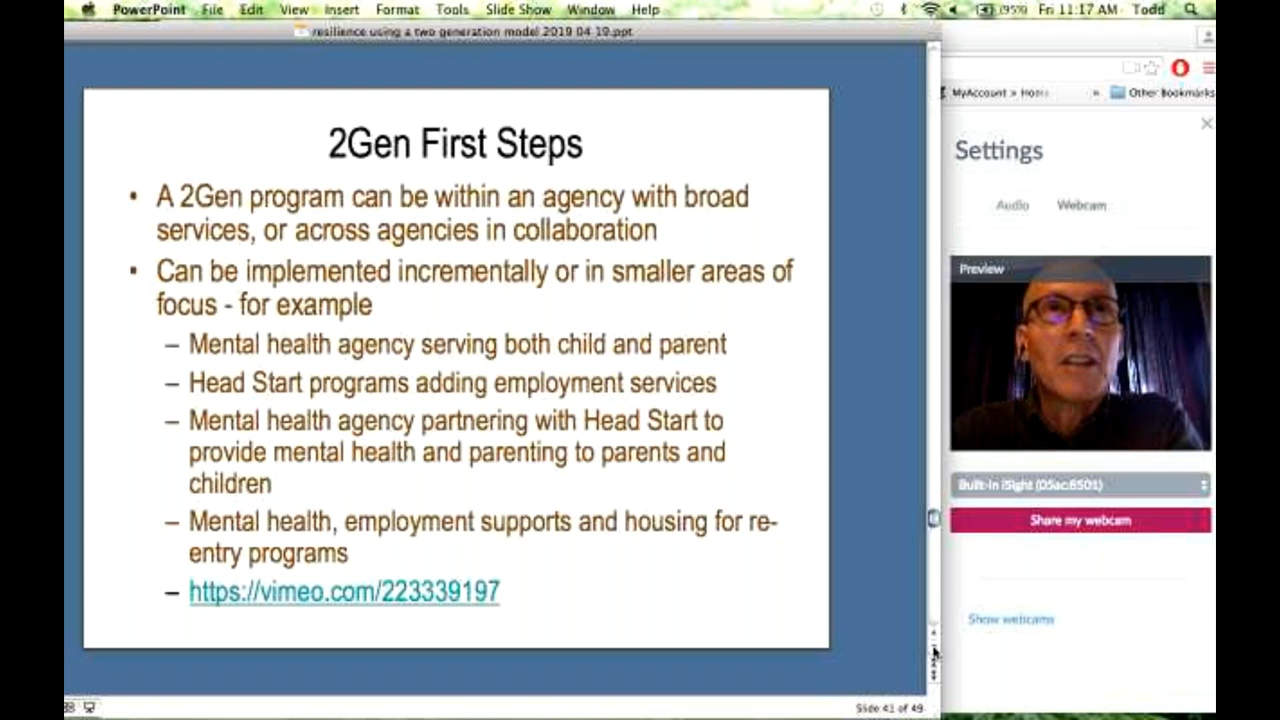 PowerPoint File Edit View Insert Format Tools Slide Show Window Help (95%) Fri 11:17 AM Todd
resilience using a two generation model 2019 04 19.ppt
MyAccount » Hom » Other Bookmarks
Settings
Audio Webcam
Preview
Built-in iSight (05ac:8501)
Share my webcam
Show webcams
2Gen First Steps
• A 2Gen program can be within an agency with broad
services, or across agencies in collaboration
• Can be implemented incrementally or in smaller areas of
focus - for example
– Mental health agency serving both child and parent
– Head Start programs adding employment services
– Mental health agency partnering with Head Start to
provide mental health and parenting to parents and
children
– Mental health, employment supports and housing for re-
entry programs
– https://vimeo.com/223339197
Slide 41 of 49